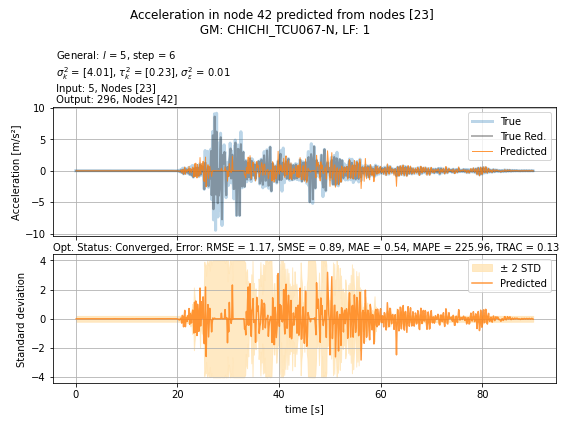 Acceleration in node 42 predicted from nodes [23]
GM: CHICHI_TCU067-N, LF: 1
General: l = 5, step = 6
σ_k² = [4.01], τ_k² = [0.23], σ_ε² = 0.01
Input: 5, Nodes [23]
Output: 296, Nodes [42]
10
5
0
−5
−10
Acceleration [m/s²]
True
True Red.
Predicted
Opt. Status: Converged, Error: RMSE = 1.17, SMSE = 0.89, MAE = 0.54, MAPE = 225.96, TRAC = 0.13
4
2
0
−2
−4
Standard deviation
± 2 STD
Predicted
0 20 40 60 80
time [s]